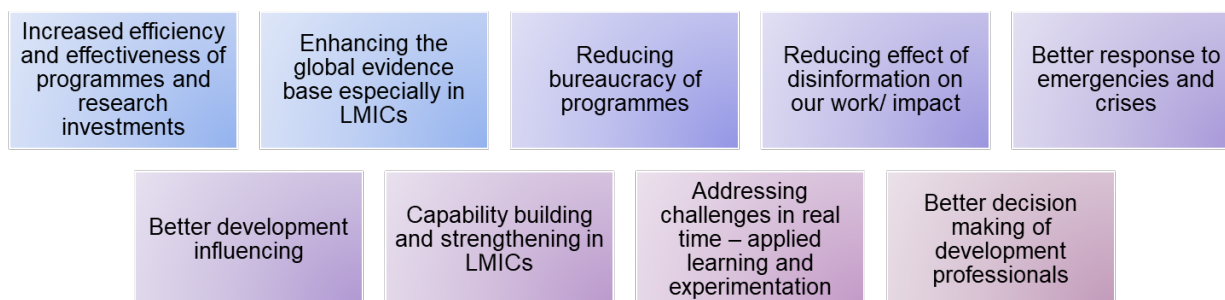 Increased efficiency
and effectiveness of
programmes and
research
investments
Enhancing the
global evidence
base especially in
LMICs
Reducing
bureaucracy of
programmes
Reducing effect of
disinformation on
our work/ impact
Better response to
emergencies and
crises
Better development
influencing
Capability building
and strengthening in
LMICs
Addressing
challenges in real
time – applied
learning and
experimentation
Better decision
making of
development
professionals